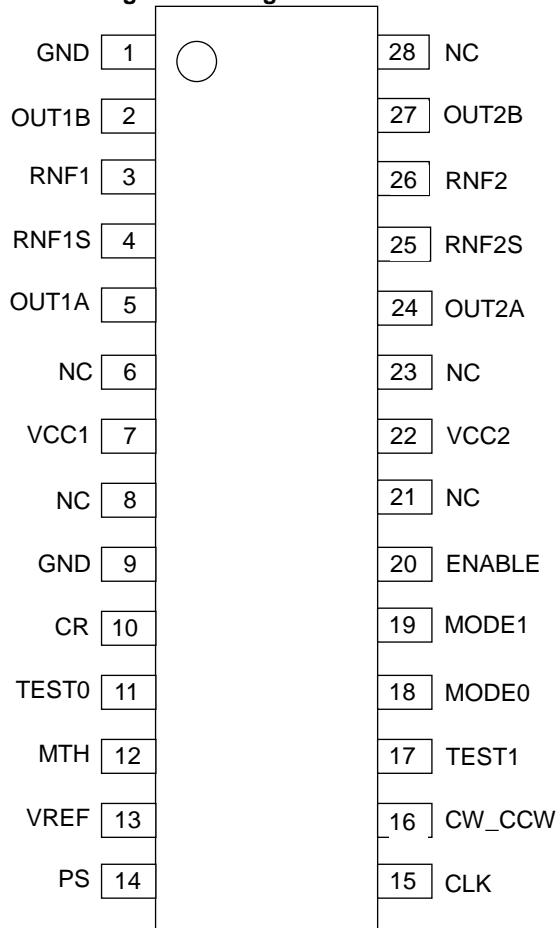 GND 1 28 NC
OUT1B 2 27 OUT2B
RNF1 3 26 RNF2
RNF1S 4 25 RNF2S
OUT1A 5 24 OUT2A
NC 6 23 NC
VCC1 7 22 VCC2
NC 8 21 NC
GND 9 20 ENABLE
CR 10 19 MODE1
TEST0 11 18 MODE0
MTH 12 17 TEST1
VREF 13 16 CW_CCW
PS 14 15 CLK